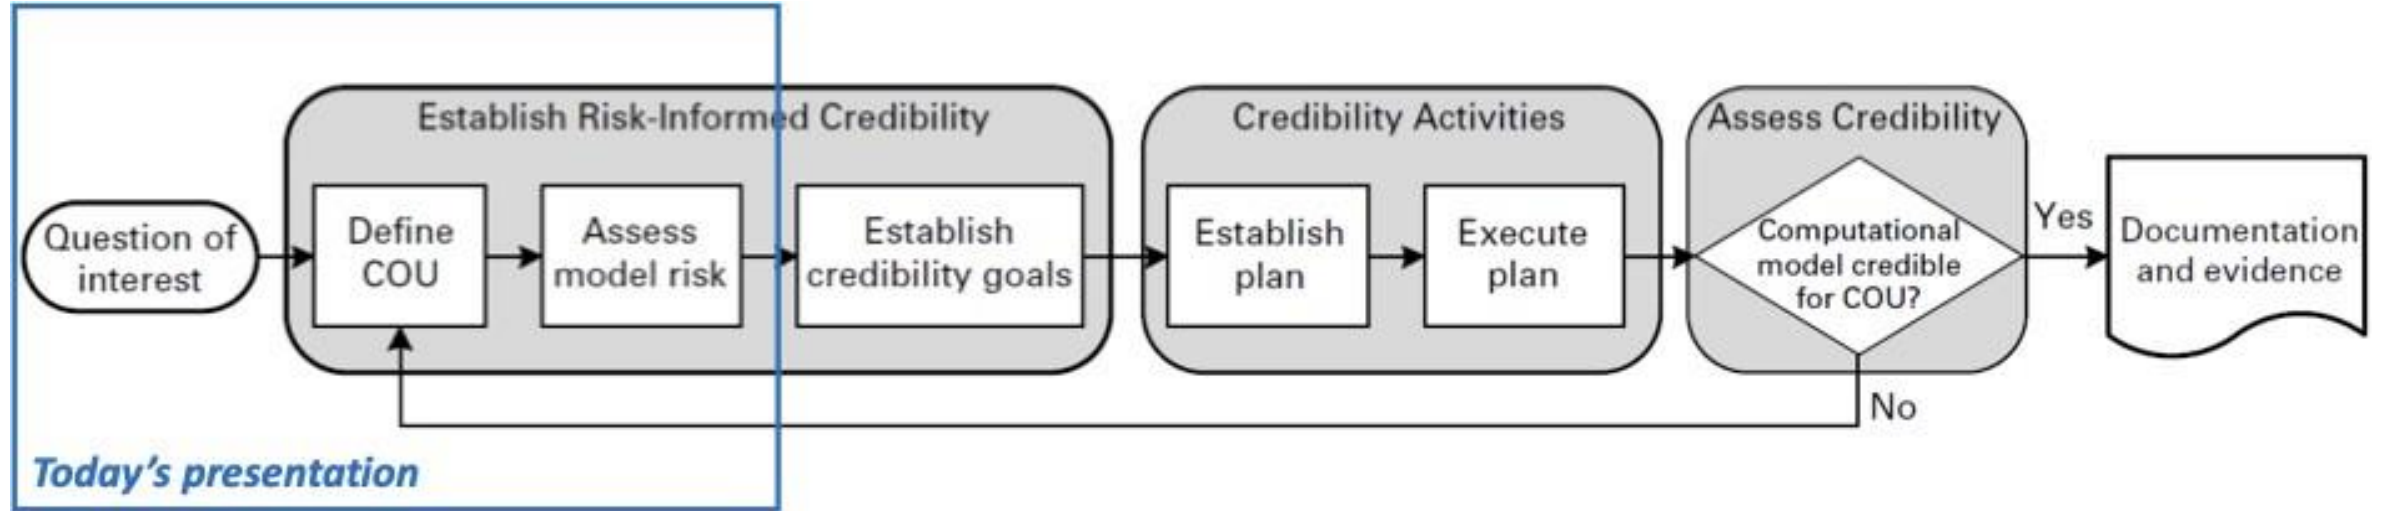 Establish Risk-Informed Credibility
Credibility Activities
Assess Credibility
Question of
interest
Define
COU
Assess
model risk
Establish
credibility goals
Establish
plan
Execute
plan
Computational
model credible
for COU?
Yes
Documentation
and evidence
No
Today's presentation